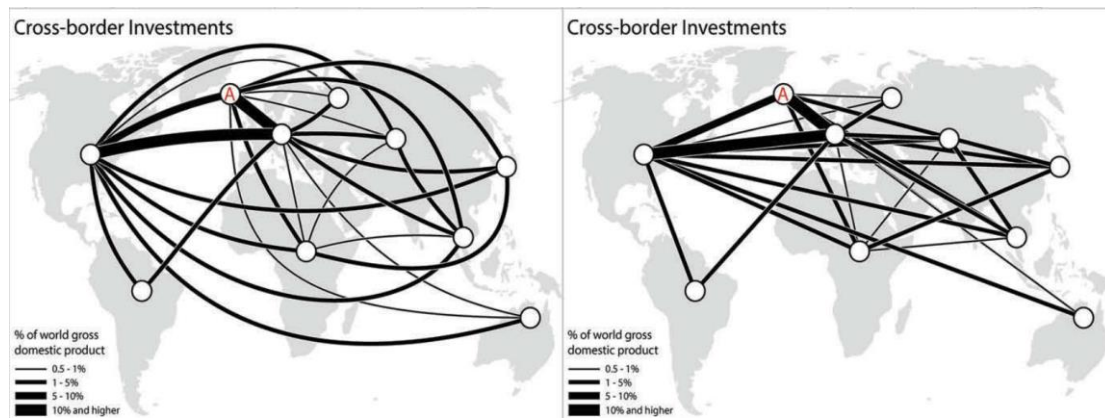 Cross-border Investments
A
% of world gross
domestic product
0.5 - 1%
1 - 5%
5 - 10%
10% and higher
Cross-border Investments
A
% of world gross
domestic product
0.5 - 1%
1 - 5%
5 - 10%
10% and higher